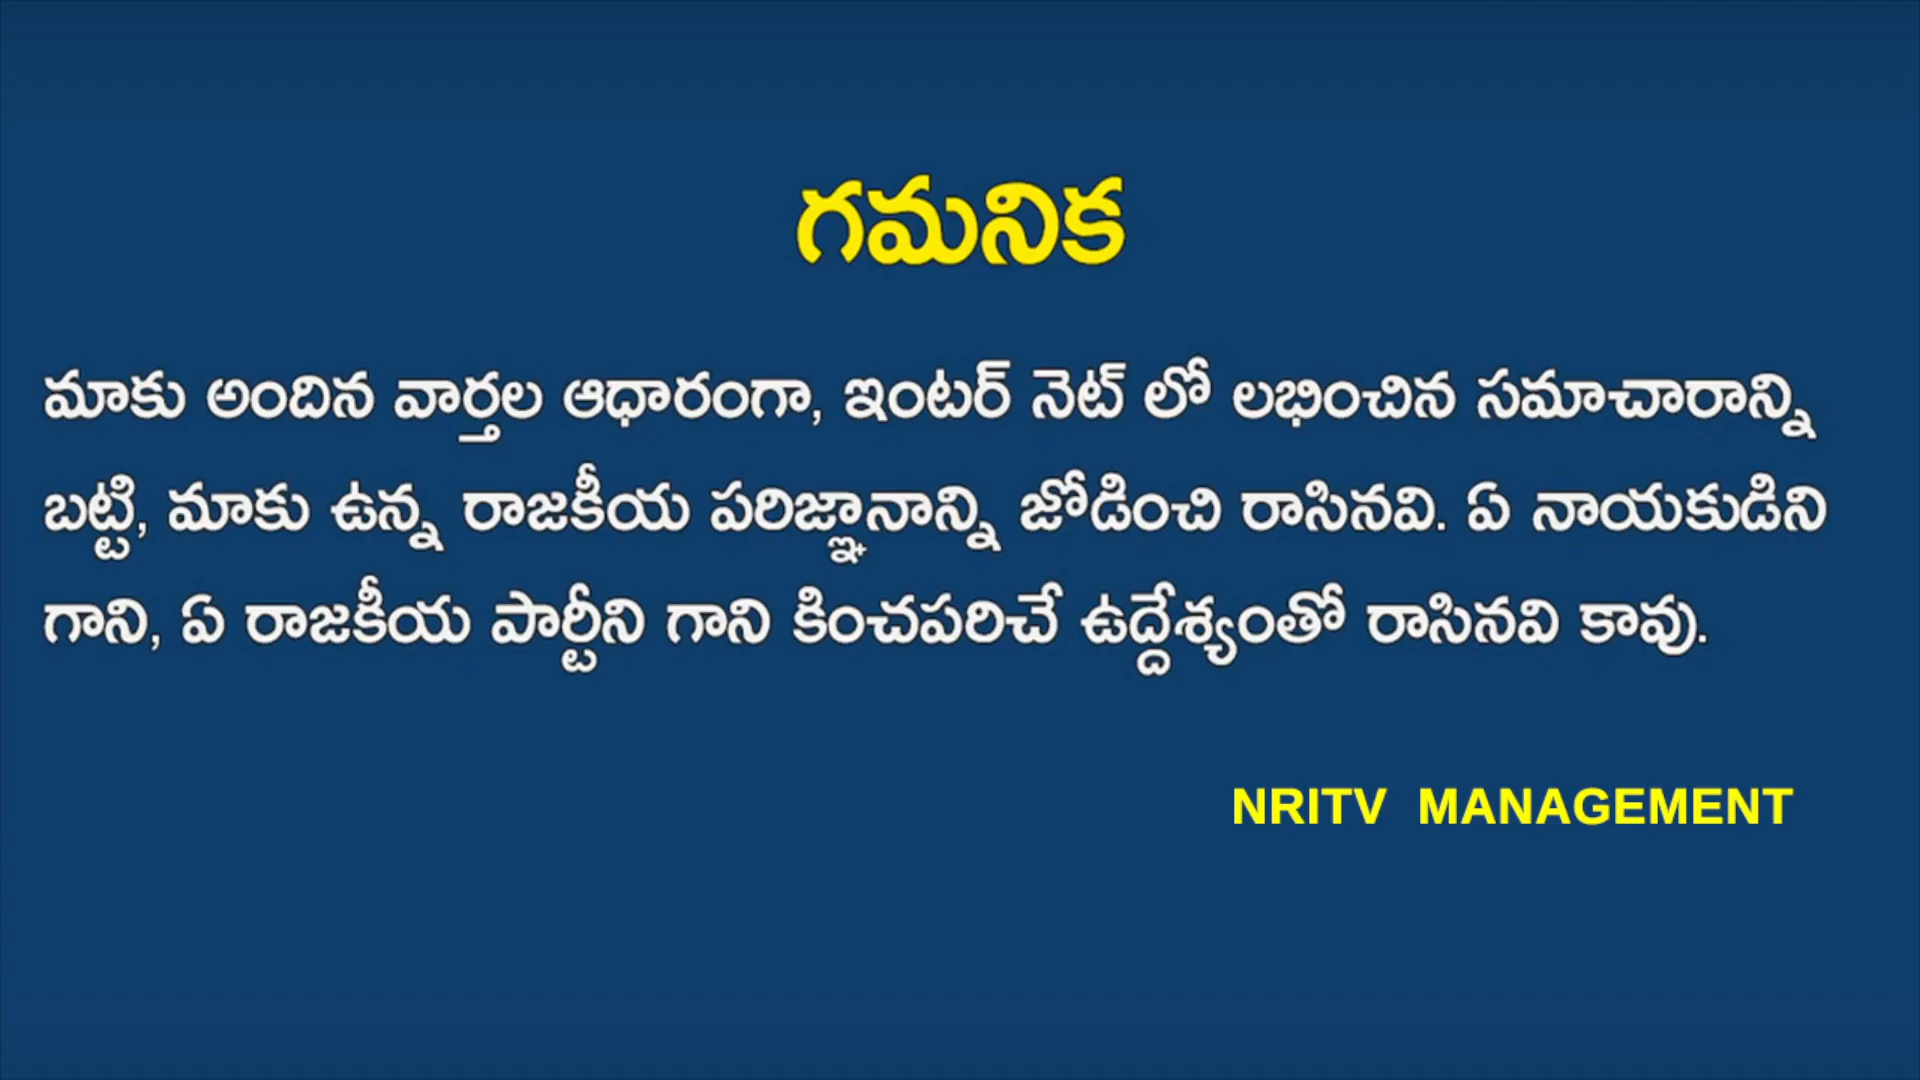 గమనిక
మాకు అందిన వార్తల ఆధారంగా, ఇంటర్ నెట్ లో లభించిన సమాచారాన్ని
బట్టి, మాకు ఉన్న రాజకీయ పరిజ్ఞానాన్ని జోడించి రాసినవి. ఏ నాయకుడిని
గాని, ఏ రాజకీయ పార్టీని గాని కించపరిచే ఉద్దేశ్యంతో రాసినవి కావు.
NRITV MANAGEMENT